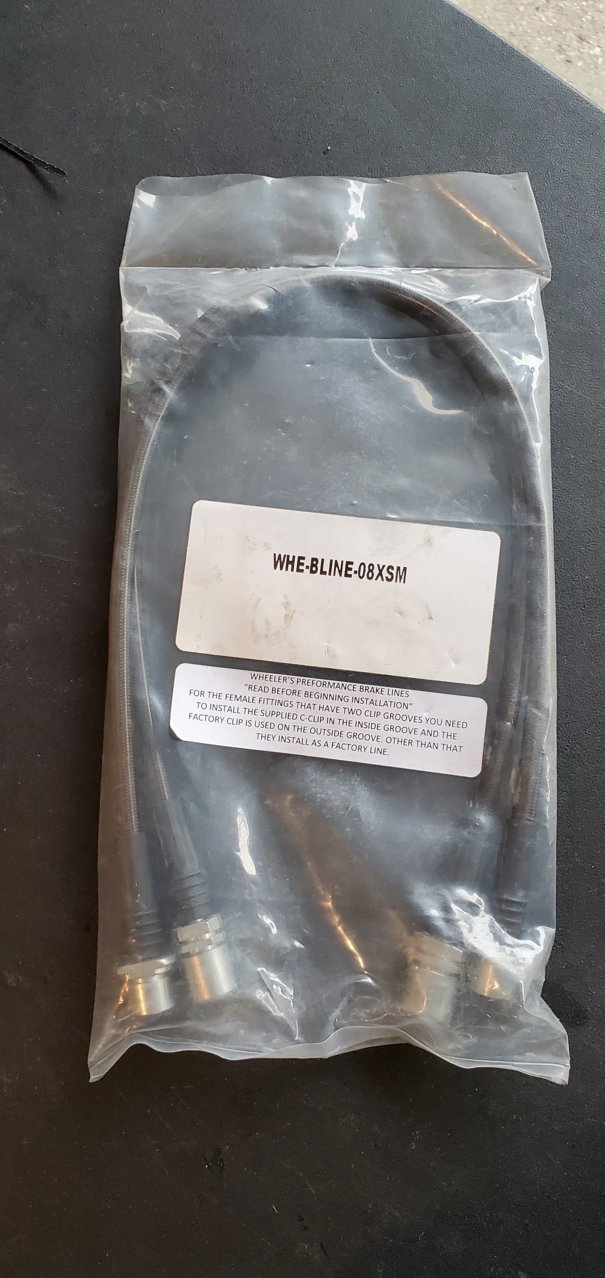 WHE-BLINE-08XSM
WHEELER'S PREFORMANCE BRAKE LINES
"READ BEFORE BEGINNING INSTALLATION"
FOR THE FEMALE FITTINGS THAT HAVE TWO CLIP GROOVES YOU NEED
TO INSTALL THE SUPPLIED C-CLIP IN THE INSIDE GROOVE AND THE
FACTORY CLIP IS USED ON THE OUTSIDE GROOVE. OTHER THAN THAT
THEY INSTALL AS A FACTORY LINE.